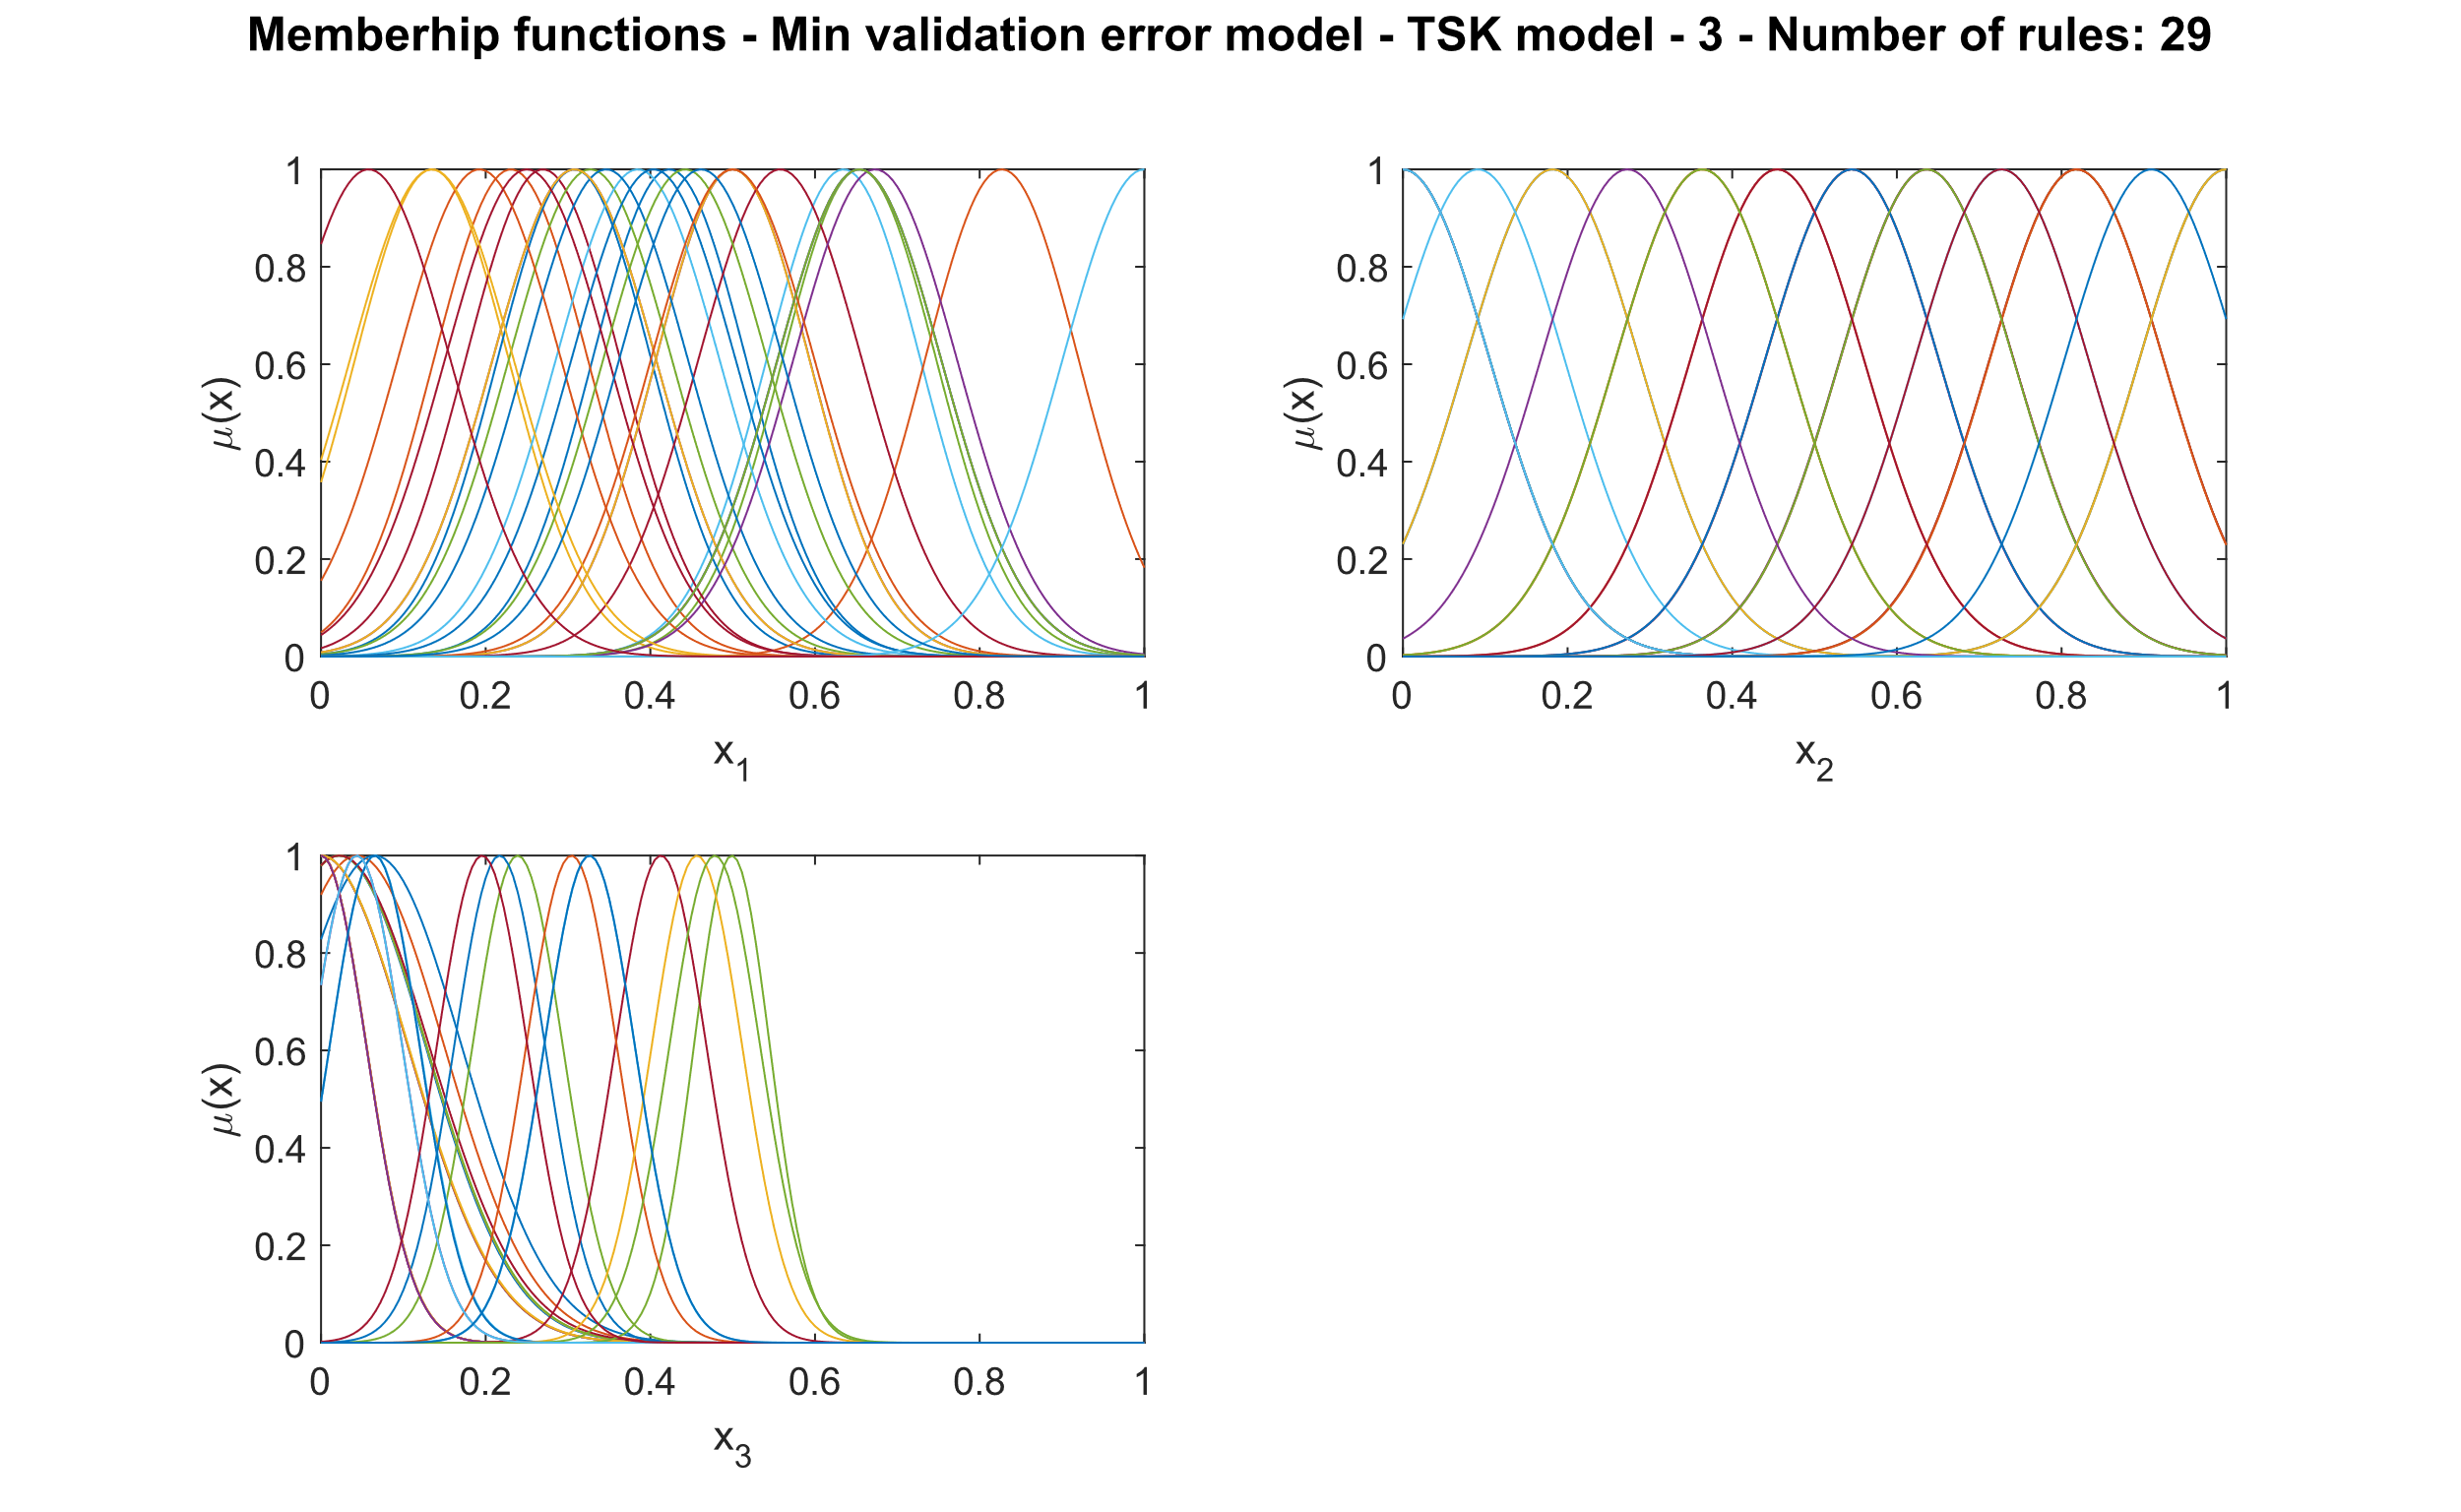 Memberhip functions - Min validation error model - TSK model - 3 - Number of rules: 29
1
0.8
0.6
0.4
0.2
0
μ(x)
0 0.2 0.4 0.6 0.8 1
x1
1
0.8
0.6
0.4
0.2
0
μ(x)
0 0.2 0.4 0.6 0.8 1
x2
1
0.8
0.6
0.4
0.2
0
μ(x)
0 0.2 0.4 0.6 0.8 1
x3